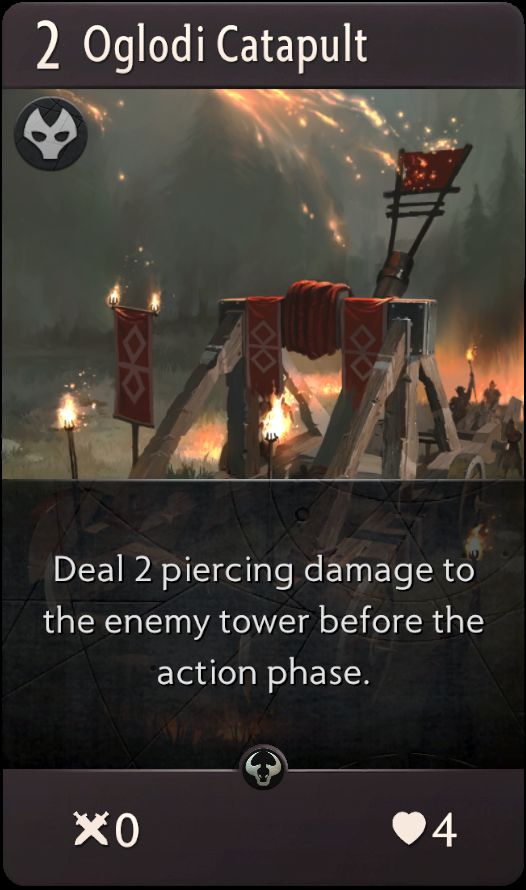 2 Oglodi Catapult
Deal 2 piercing damage to
the enemy tower before the
action phase.
0 4